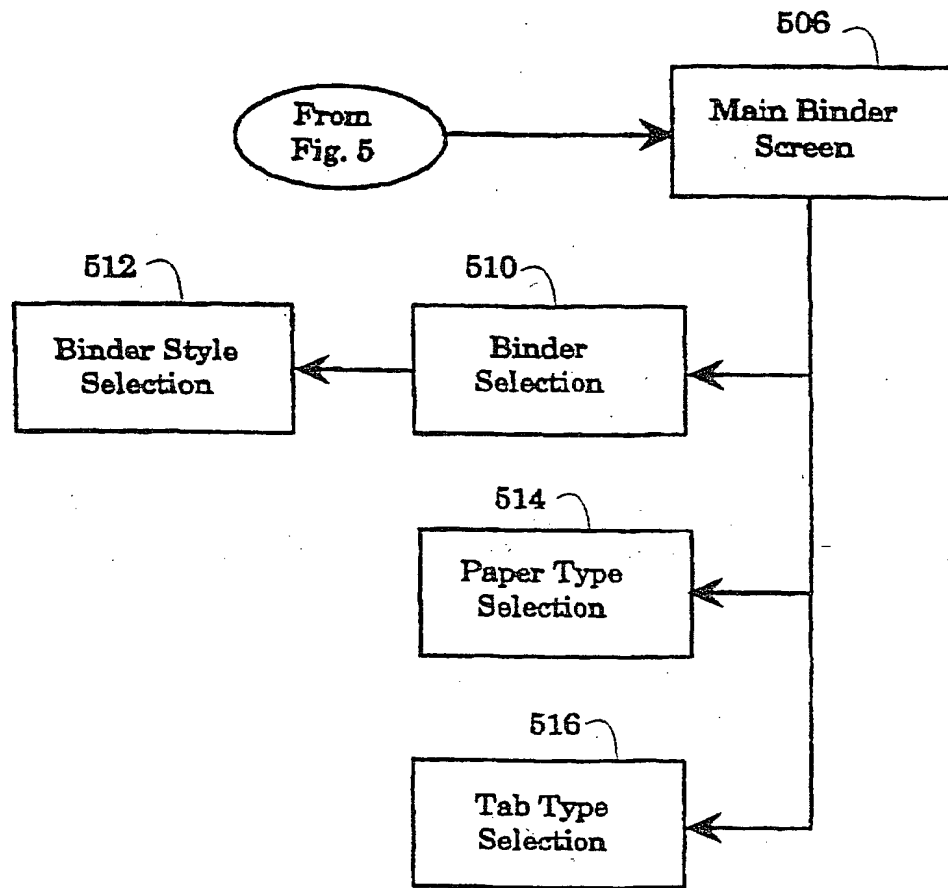 506
From
Fig. 5
Main Binder
Screen
512
510
Binder Style
Selection
Binder
Selection
514
Paper Type
Selection
516
Tab Type
Selection